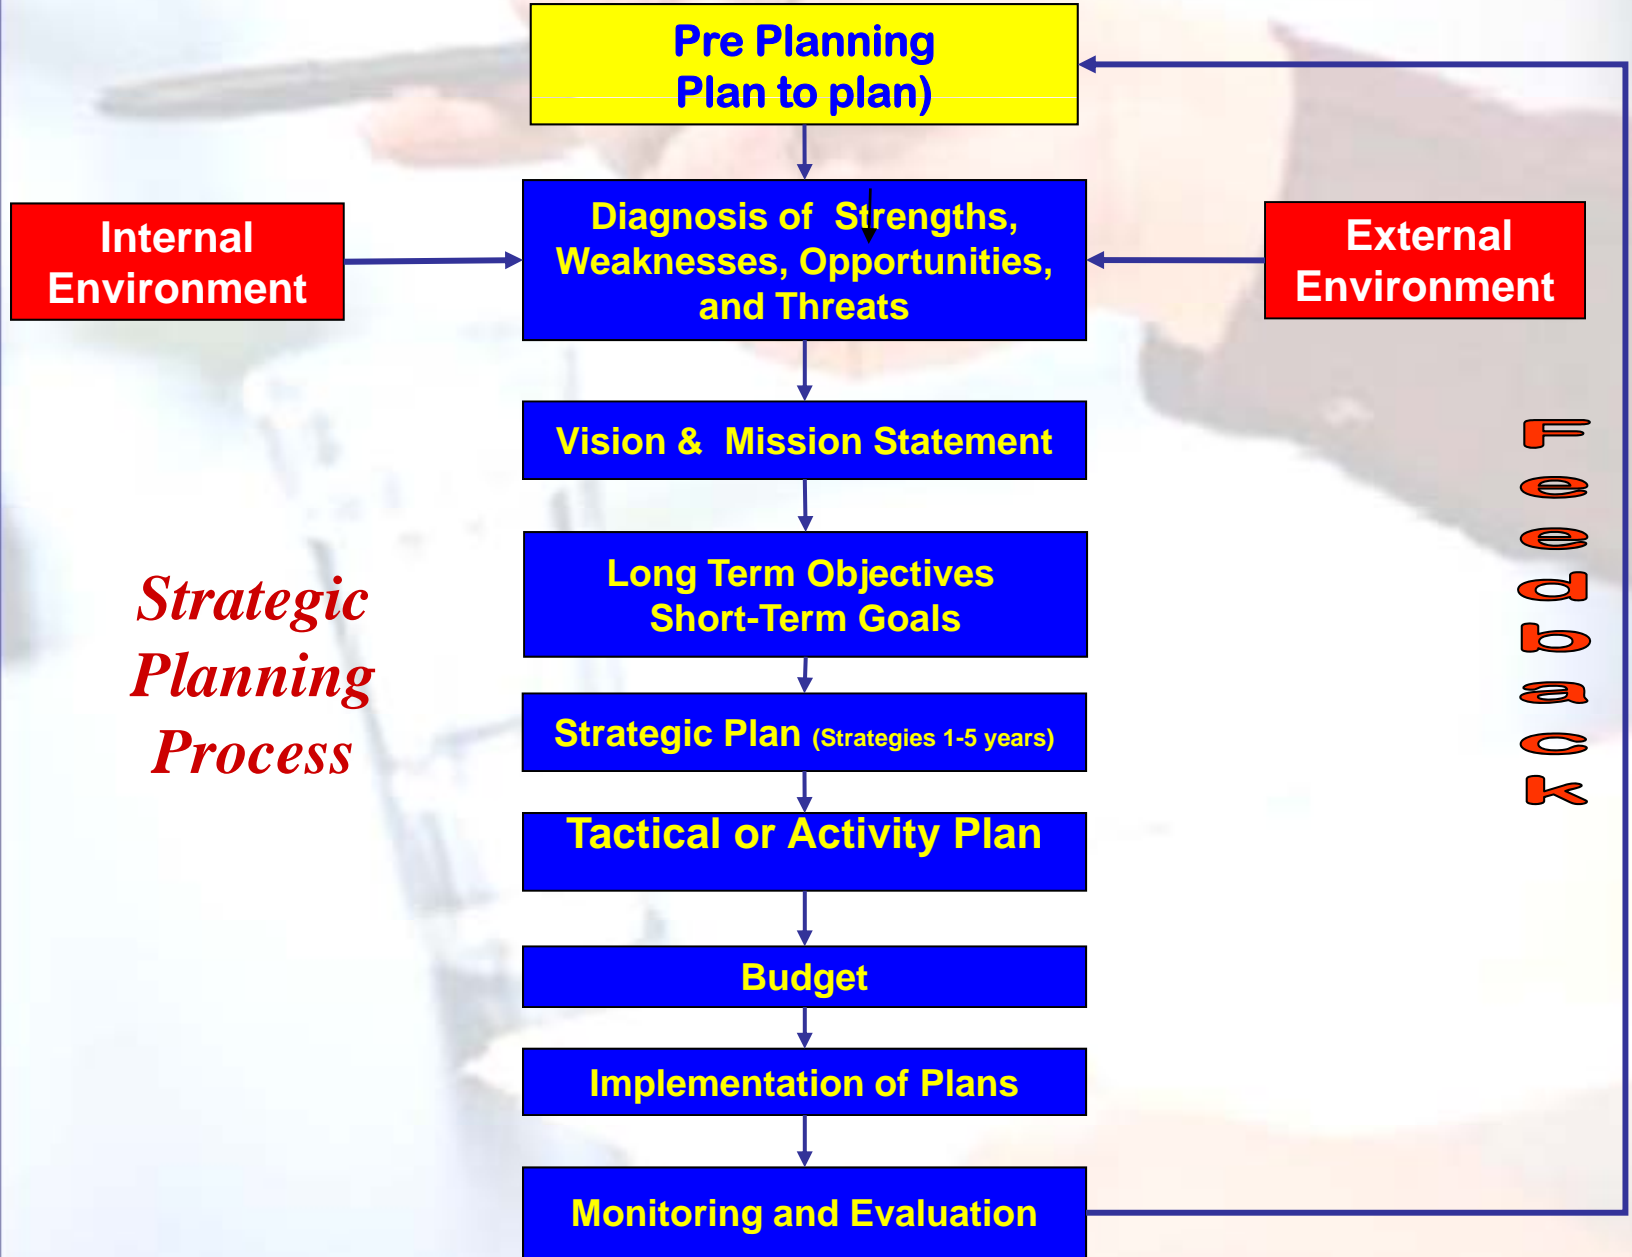 Pre Planning
Plan to plan)
Internal
Environment
Diagnosis of Strengths,
Weaknesses, Opportunities,
and Threats
External
Environment
Vision & Mission Statement
Long Term Objectives
Short-Term Goals
Strategic Plan (Strategies 1-5 years)
Tactical or Activity Plan
Budget
Implementation of Plans
Monitoring and Evaluation
Strategic
Planning
Process
Feedback